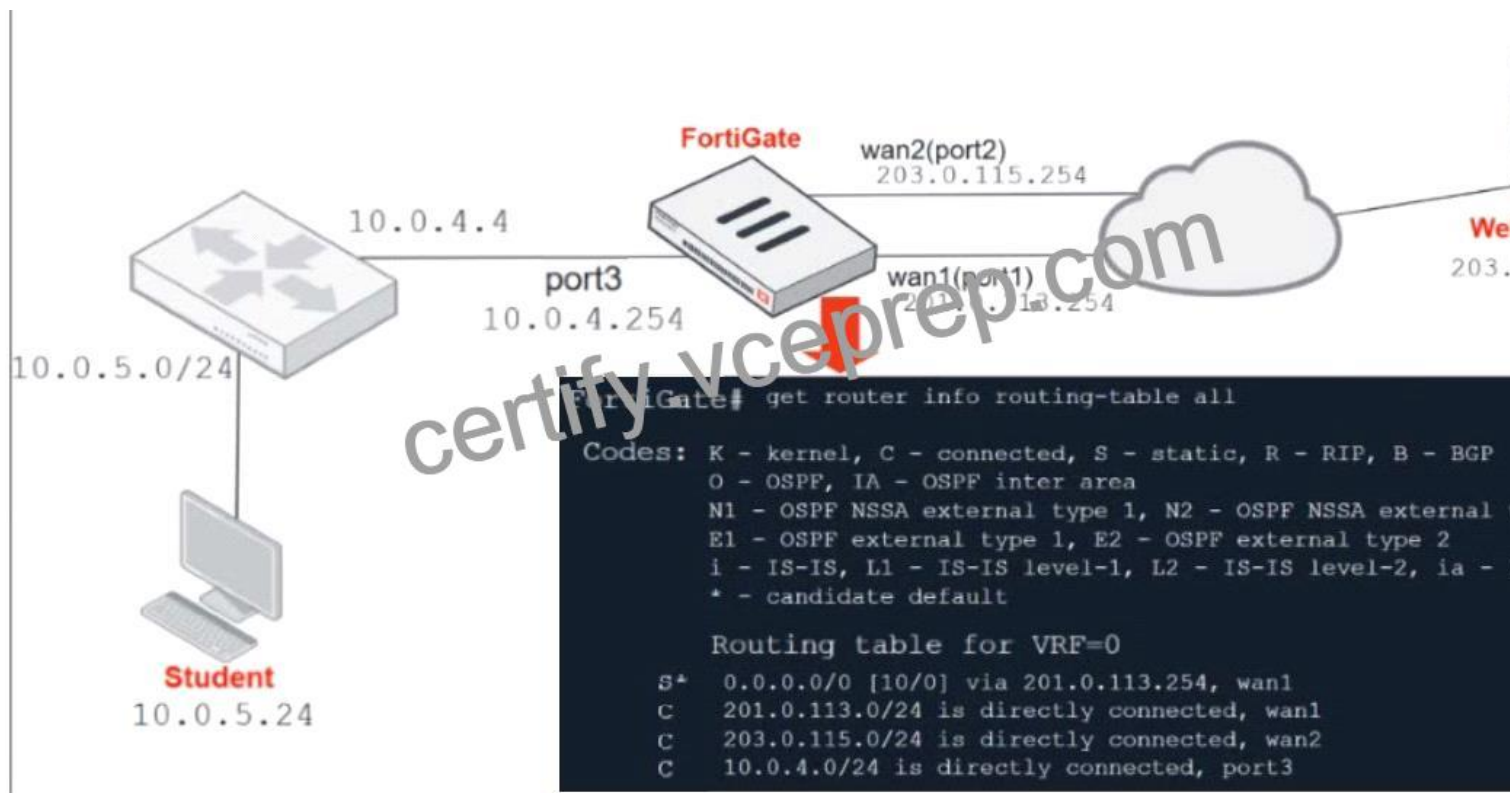 FortiGate
wan2(port2)
203.0.115.254
10.0.4.4
We
port3
wan1(port1)
203.
10.0.4.254
10.0.5.0/24
certify.vceprep.com
FortiGate# get router info routing-table all
Codes: K - kernel, C - connected, S - static, R - RIP, B - BGP
O - OSPF, IA - OSPF inter area
N1 - OSPF NSSA external type 1, N2 - OSPF NSSA external
E1 - OSPF external type 1, E2 - OSPF external type 2
i - IS-IS, L1 - IS-IS level-1, L2 - IS-IS level-2, ia -
* - candidate default
Routing table for VRF=0
S* 0.0.0.0/0 [10/0] via 201.0.113.254, wan1
C 201.0.113.0/24 is directly connected, wan1
C 203.0.115.0/24 is directly connected, wan2
C 10.0.4.0/24 is directly connected, port3
Student
10.0.5.24